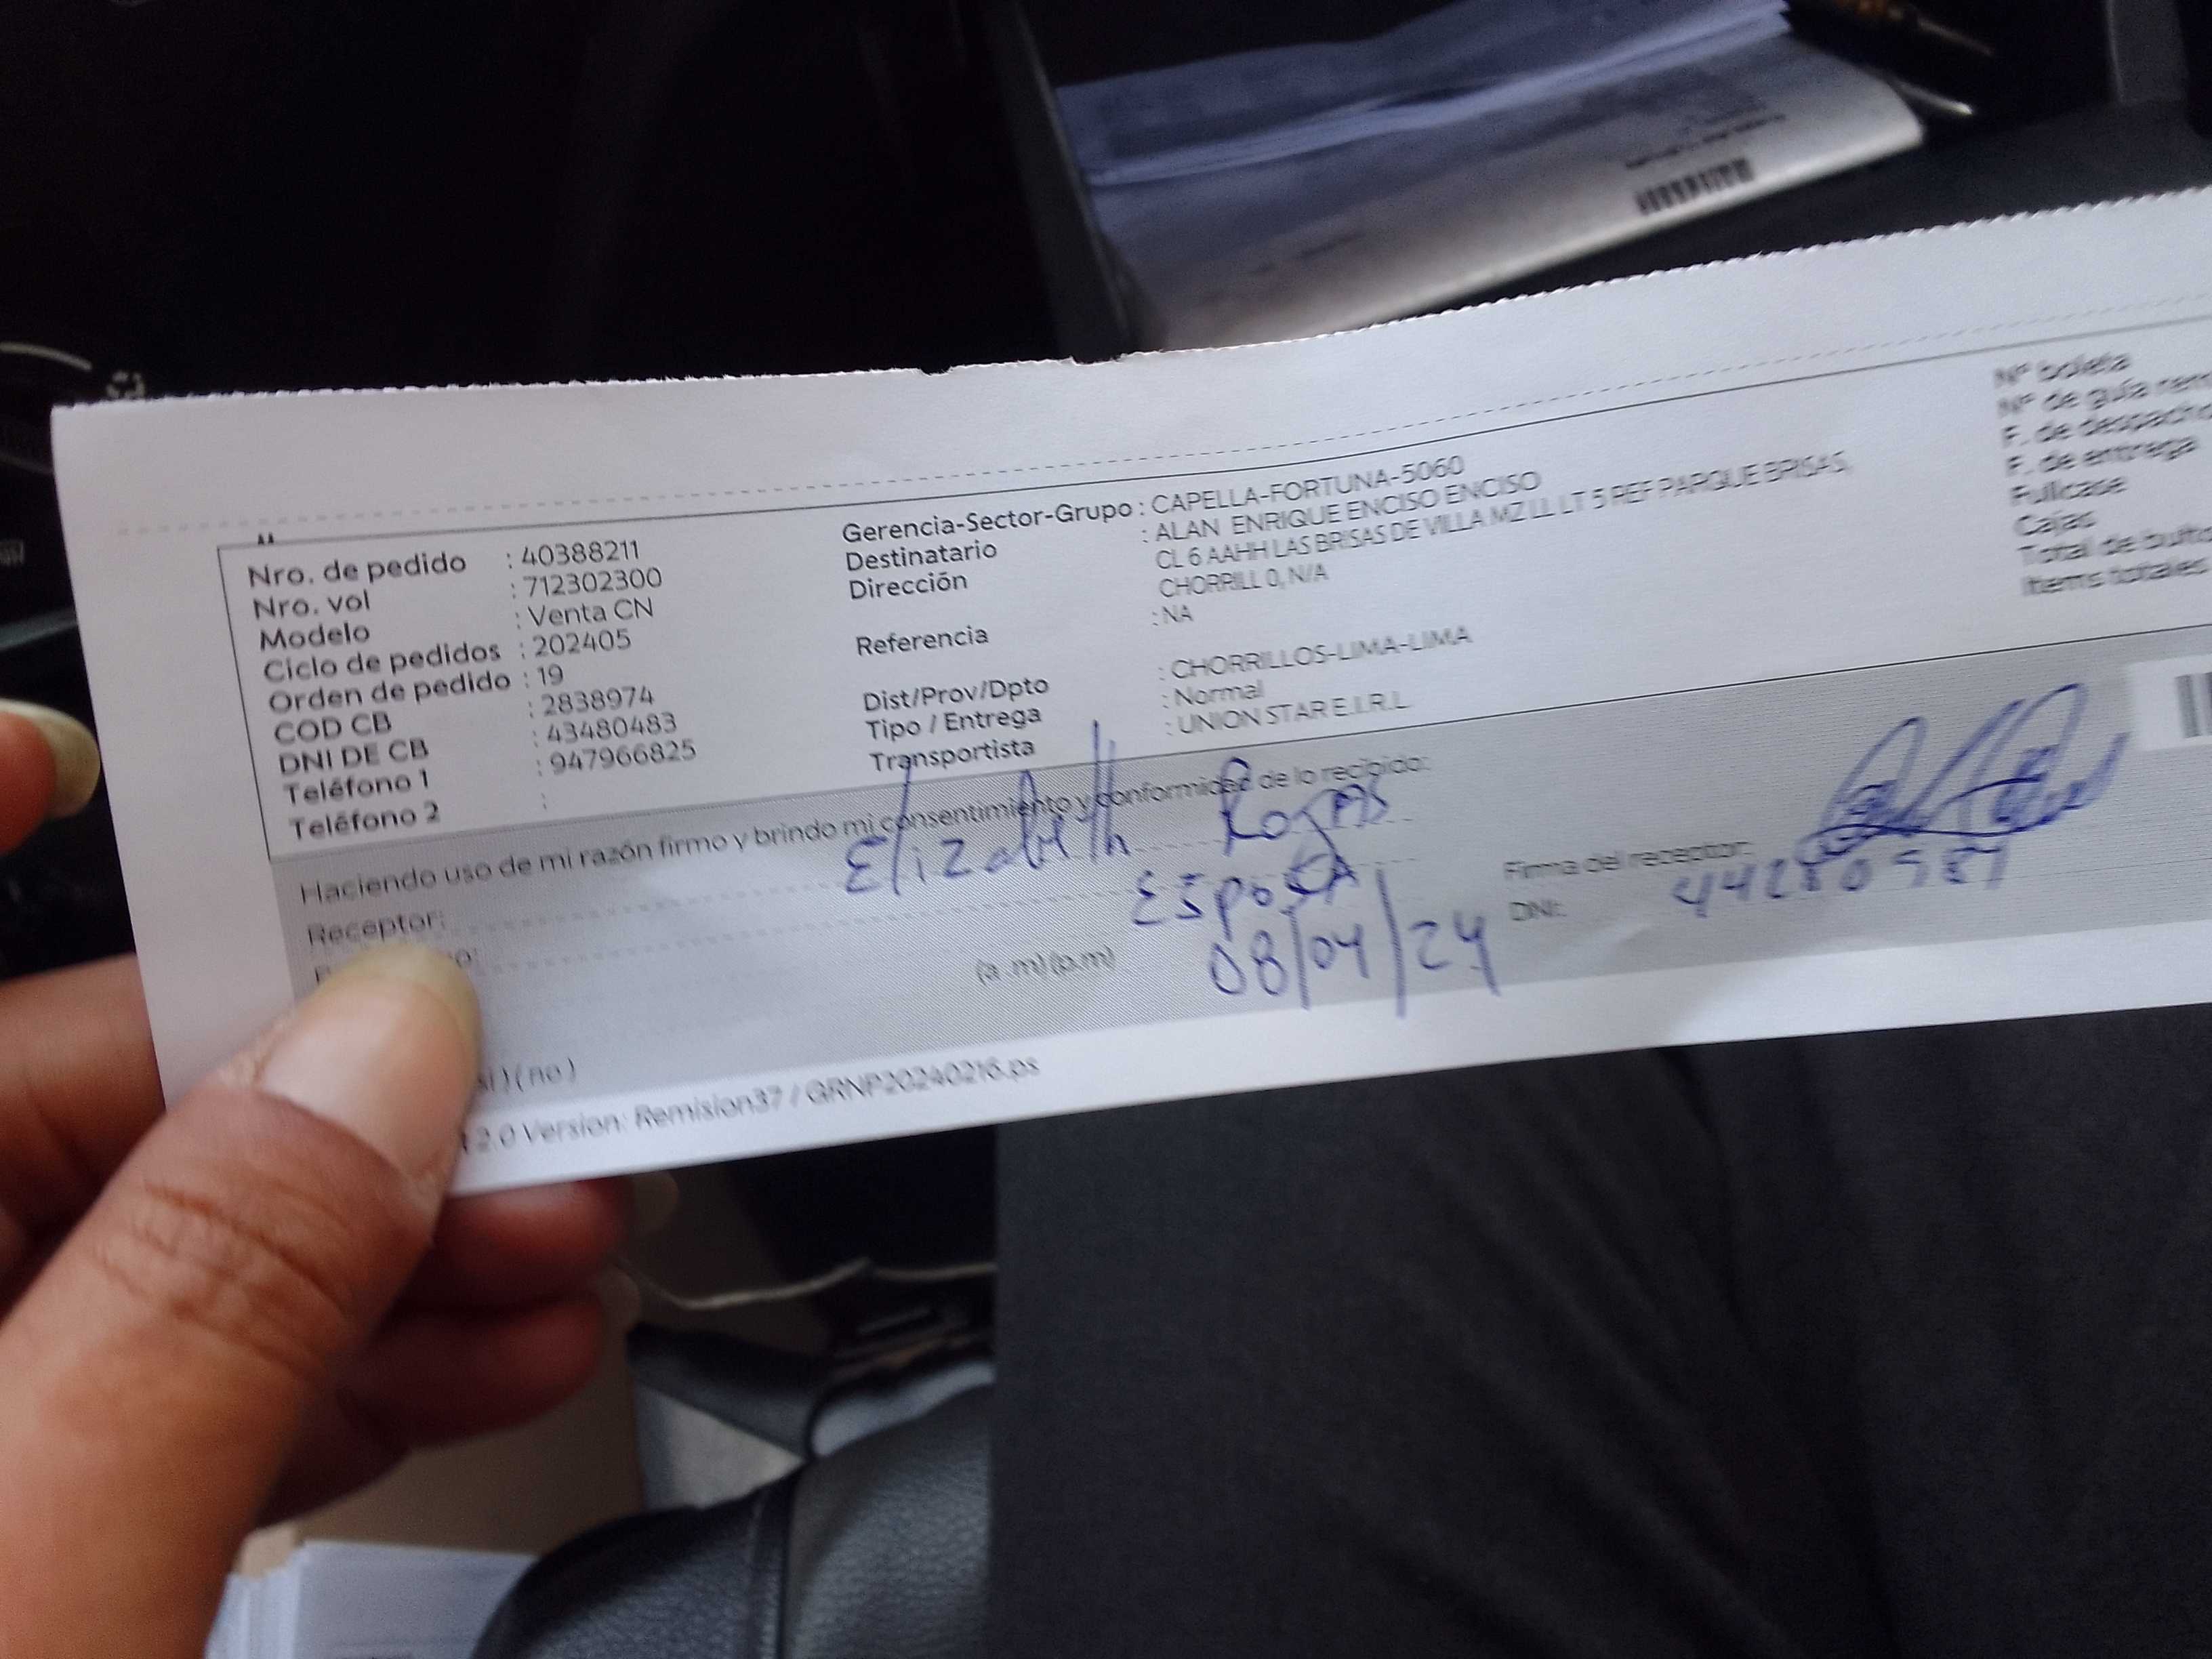 Nro. de pedido : 40388211
Nro. vol : 712302300
Modelo : Venta CN
Ciclo de pedidos : 202405
Orden de pedido : 19
COD CB : 2838974
DNI DE CB : 43480483
Teléfono 1 : 947966825
Teléfono 2 :
Gerencia-Sector-Grupo : CAPELLA-FORTUNA-5060
Destinatario : ALAN ENRIQUE ENCISO ENCISO
Dirección CL 6 AAHH LAS BRISAS DE VILLA MZ LL LT 5 REF PARQUE BRISAS,
CHORRILL 0, N/A
Referencia : NA
Dist/Prov/Dpto : CHORRILLOS-LIMA-LIMA
Tipo / Entrega : Normal
Transportista : UNION STAR E.I.R.L.
Nº boleta
Nº de guía
F. de despacho
F. de entrega
Fullcase
Cajas
Total de
Items totales
Haciendo uso de mi razón firmo y brindo mi consentimiento y conformidad de lo recibido:
Receptor: Elizabeth Rojas
Esposa
(a .m)(p.m) 08/04/24
Firma del receptor:
DNI:
si ) ( no )
2.0 Version: Remision37 / GRNP20240216.ps